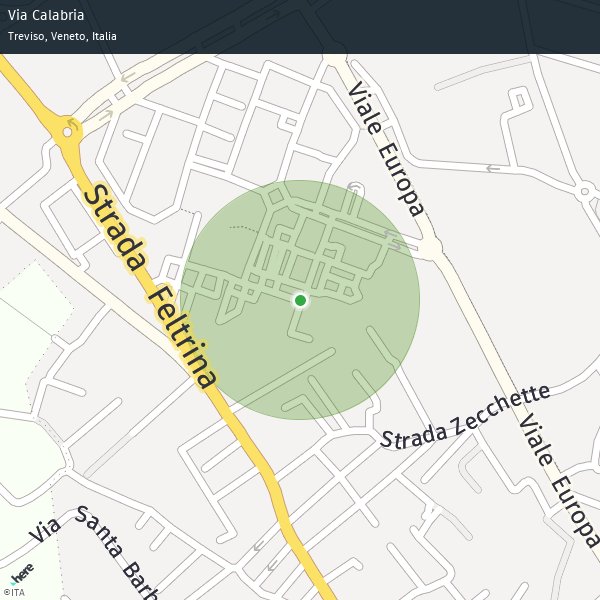 Via Calabria
Treviso, Veneto, Italia
Viale Europa
Strada Feltrina
Strada Zecchette
Viale Europa
Via Santa Barb
here
©ITA